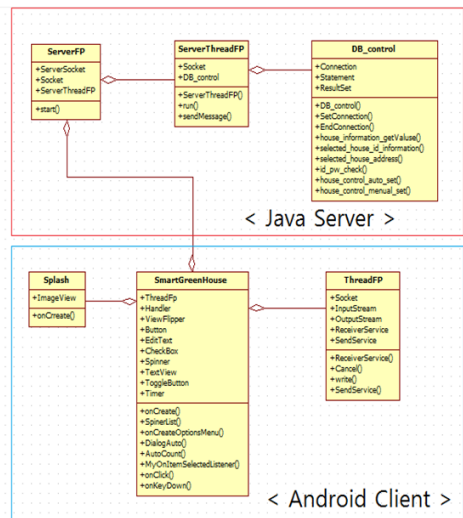 ServerFP
+ServerSocket
+Socket
+ServerThreadFP
+start()
ServerThreadFP
+Socket
+DB_control
+ServerThreadFP()
+run()
+sendMessage()
DB_control
+Connection
+Statement
+ResultSet
+DB_control()
+SetConnection()
+EndConnection()
+house_information_getValuse()
+selected_house_id_information()
+selected_house_address()
+id_pw_check()
+house_control_auto_set()
+house_control_menual_set()
< Java Server >
Splash
+ImageView
+onCrreate()
SmartGreenHouse
+ThreadFp
+Handler
+ViewFlipper
+Button
+EditText
+CheckBox
+Spinner
+TextView
+ToggleButton
+Timer
+onCreate()
+SpinerList()
+onCreateOptionsMenu()
+DialogAuto()
+AutoCount()
+MyOnItemSelectedListener()
+onClick()
+onKeyDown()
ThreadFP
+Socket
+InputStream
+OutputStream
+ReceiverService
+SendService
+ReceiverService()
+Cancel()
+write()
+SendService()
< Android Client >